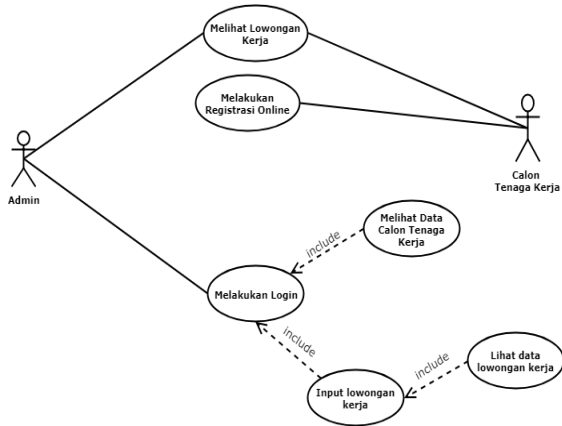 Melihat Lowongan
Kerja
Melakukan
Registrasi Online
Admin
Calon
Tenaga Kerja
Melihat Data
Calon Tenaga
Kerja
include
Melakukan Login
include
Lihat data
lowongan kerja
include
Input lowongan
kerja